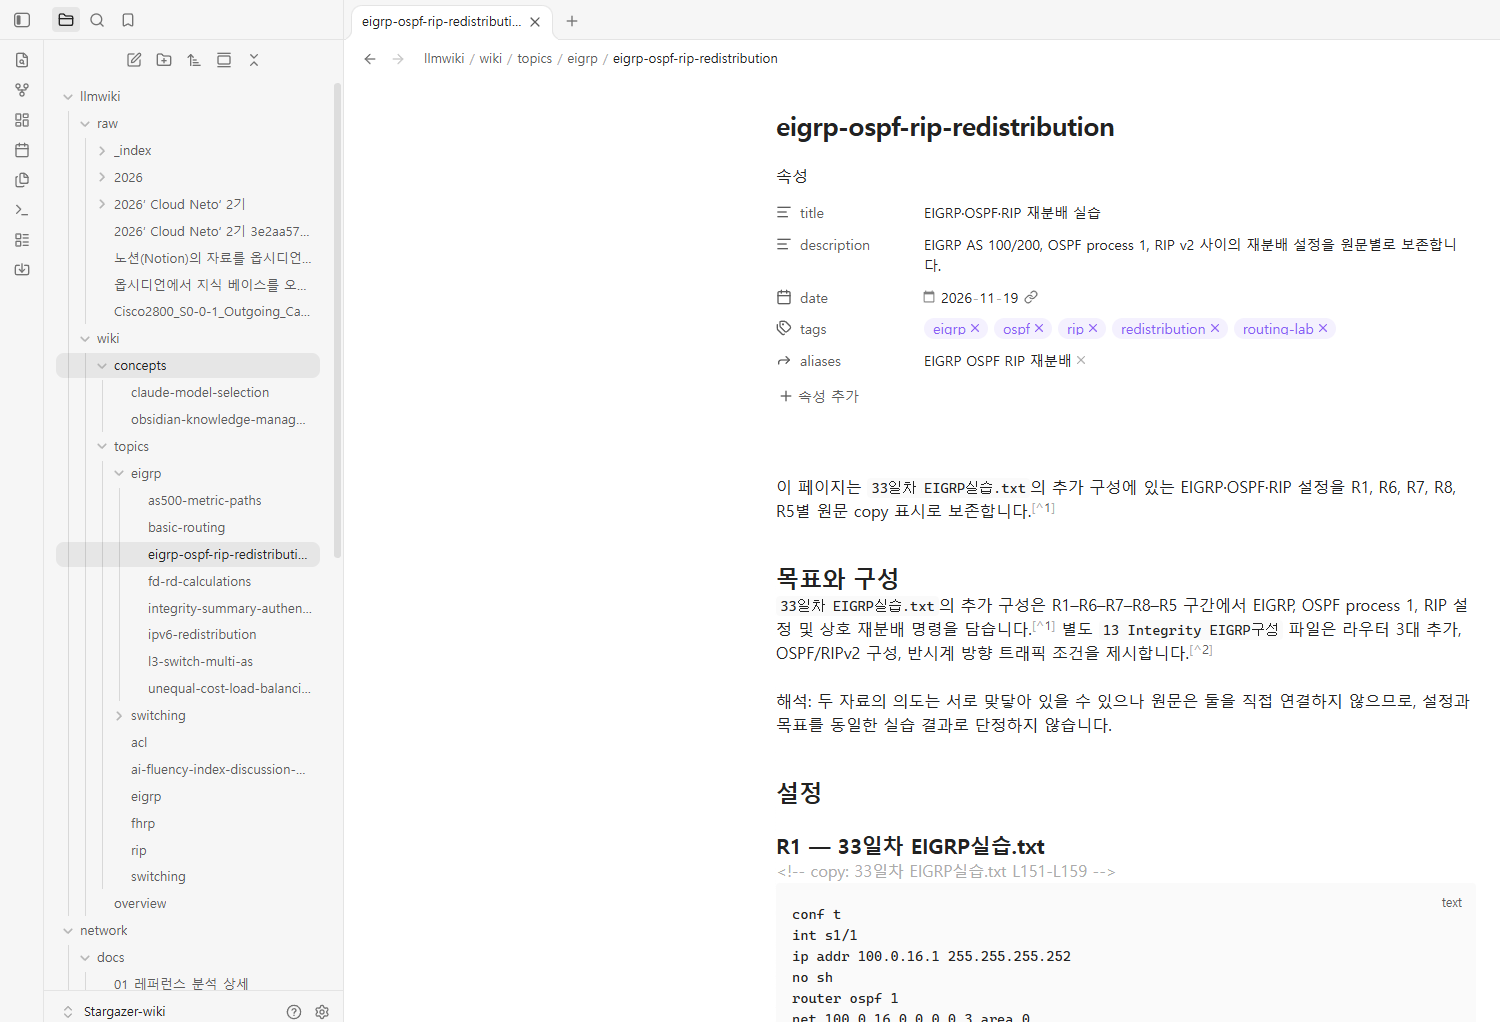 eigrp-ospf-rip-redistributi...
llmwiki / wiki / topics / eigrp / eigrp-ospf-rip-redistribution
llmwiki
raw
_index
2026
2026' Cloud Neto' 2기
2026' Cloud Neto' 2기 3e2aa57...
노션(Notion)의 자료를 옵시디언...
옵시디언에서 지식 베이스를 오...
Cisco2800_S0-0-1_Outgoing_Ca...
wiki
concepts
claude-model-selection
obsidian-knowledge-manag...
topics
eigrp
as500-metric-paths
basic-routing
eigrp-ospf-rip-redistributi...
fd-rd-calculations
integrity-summary-authen...
ipv6-redistribution
l3-switch-multi-as
unequal-cost-load-balanci...
switching
acl
ai-fluency-index-discussion-...
eigrp
fhrp
rip
switching
overview
network
docs
01 레퍼런스 분석 상세
Stargazer-wiki
eigrp-ospf-rip-redistribution
속성
title EIGRP·OSPF·RIP 재분배 실습
description EIGRP AS 100/200, OSPF process 1, RIP v2 사이의 재분배 설정을 원문별로 보존합니
다.
date 2026-11-19
tags eigrp ospf rip redistribution routing-lab
aliases EIGRP OSPF RIP 재분배
속성 추가
이 페이지는 33일차 EIGRP실습.txt 의 추가 구성에 있는 EIGRP·OSPF·RIP 설정을 R1, R6, R7, R8,
R5별 원문 copy 표시로 보존합니다.[^1]
목표와 구성
33일차 EIGRP실습.txt 의 추가 구성은 R1–R6–R7–R8–R5 구간에서 EIGRP, OSPF process 1, RIP 설
정 및 상호 재분배 명령을 담습니다.[^1] 별도 13 Integrity EIGRP구성 파일은 라우터 3대 추가,
OSPF/RIPv2 구성, 반시계 방향 트래픽 조건을 제시합니다.[^2]
해석: 두 자료의 의도는 서로 맞닿아 있을 수 있으나 원문은 둘을 직접 연결하지 않으므로, 설정과
목표를 동일한 실습 결과로 단정하지 않습니다.
설정
R1 — 33일차 EIGRP실습.txt
<!-- copy: 33일차 EIGRP실습.txt L151-L159 -->
text
conf t
int s1/1
ip addr 100.0.16.1 255.255.255.252
no sh
router ospf 1
net 100.0.16.0 0.0.0.3 area 0